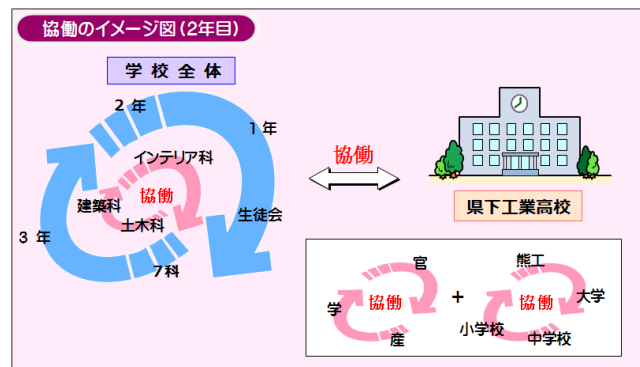 協働のイメージ図(2年目)
学校全体
2年
1年
インテリア科
協働
建築科
土木科
生徒会
3年
7科
協働
県下工業高校
官
協働
学
産
+
熊工
協働
大学
小学校
中学校